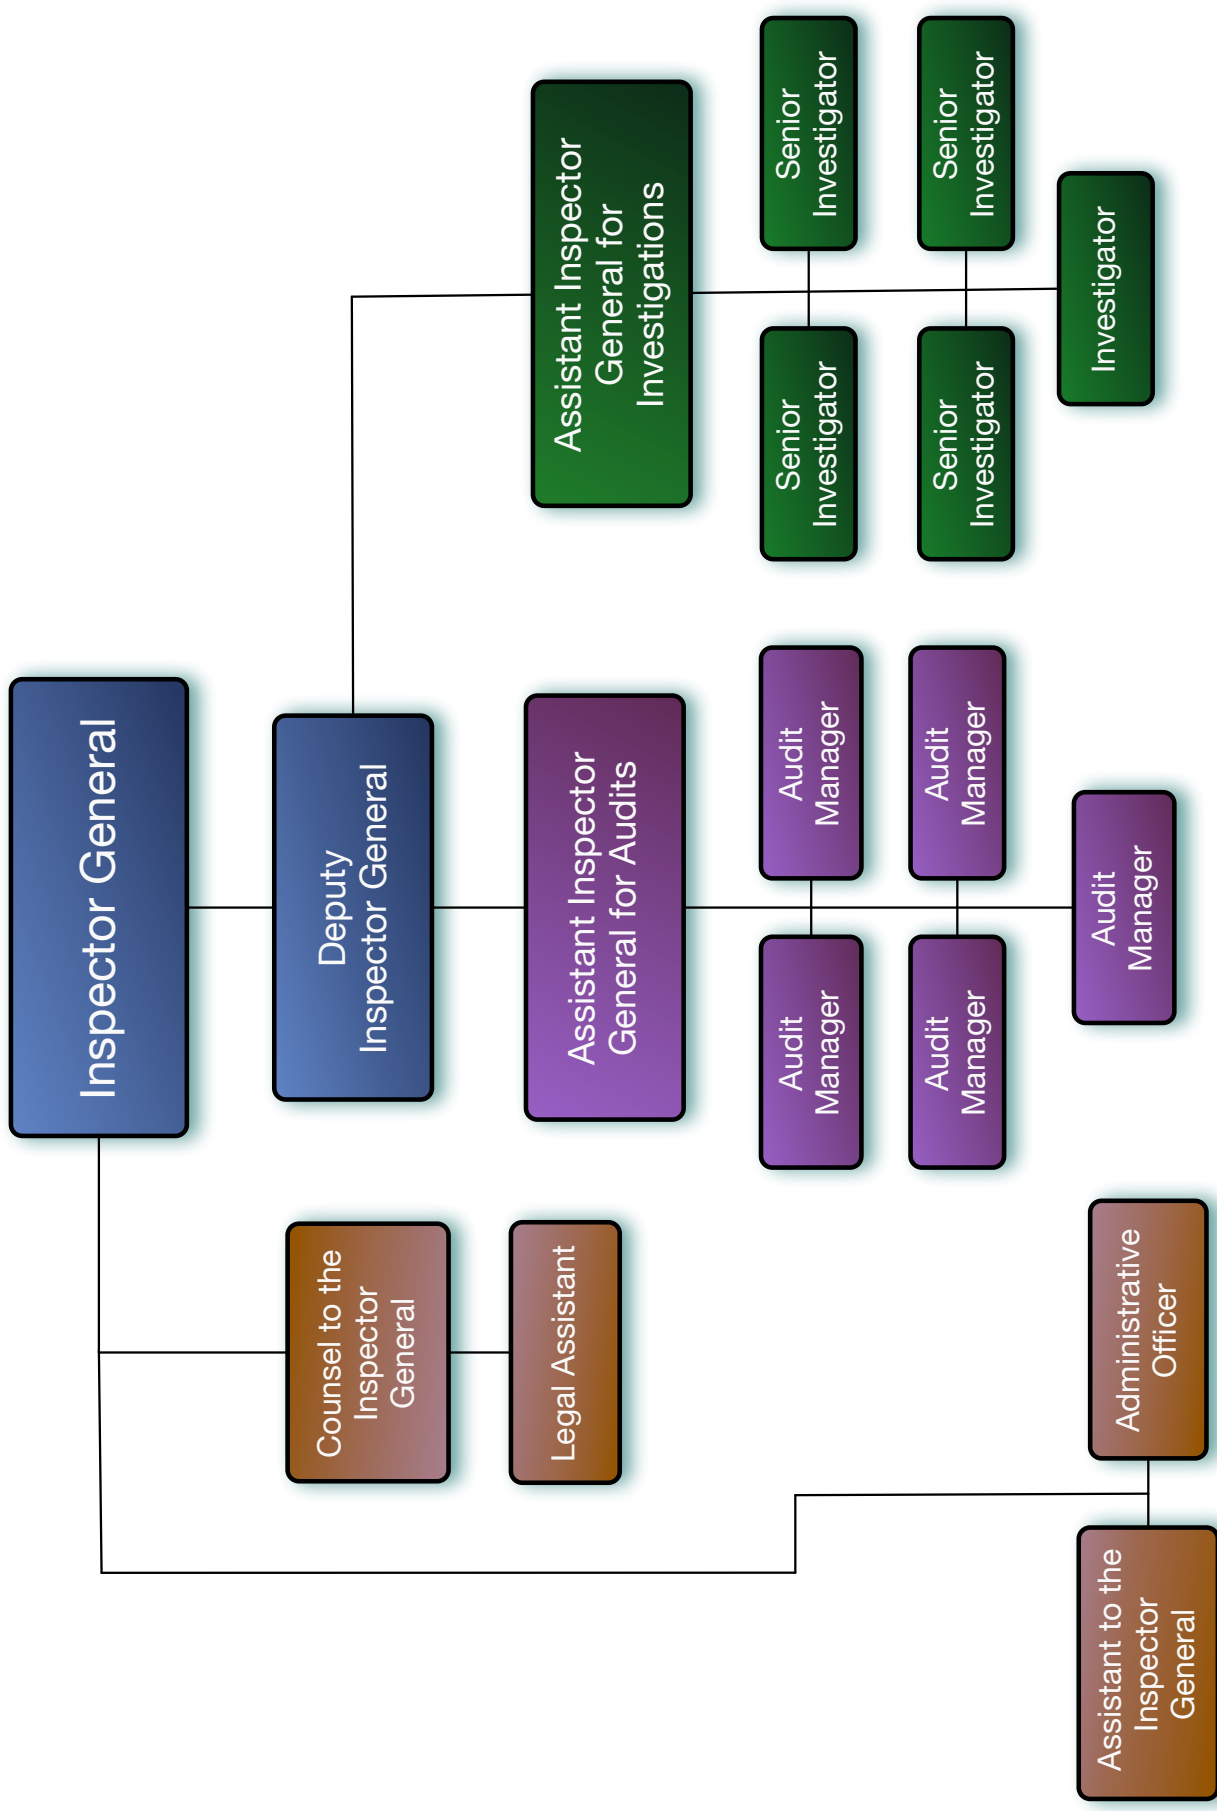 Inspector General
Deputy
Inspector General
Counsel to the
Inspector
General
Legal Assistant
Assistant Inspector
General for Audits
Assistant Inspector
General for
Investigations
Audit
Manager
Audit
Manager
Audit
Manager
Audit
Manager
Audit
Manager
Senior
Investigator
Senior
Investigator
Senior
Investigator
Senior
Investigator
Investigator
Assistant to the
Inspector
General
Administrative
Officer